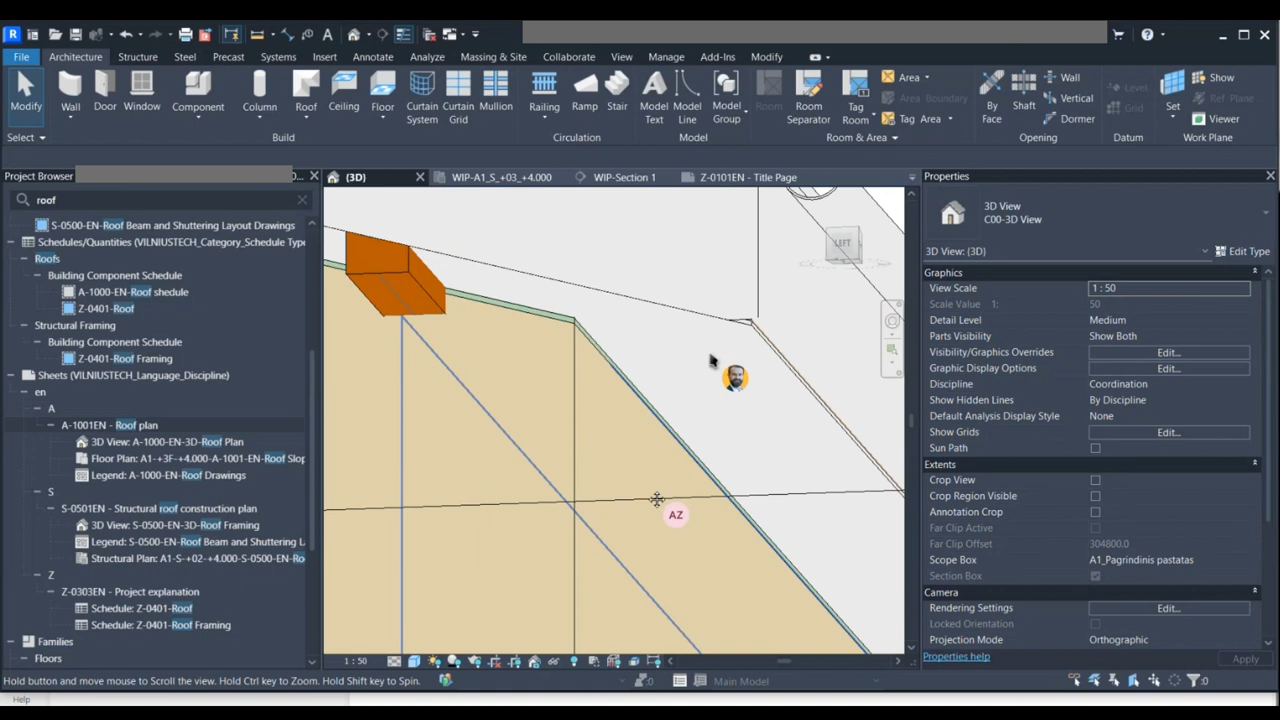 R
A
File Architecture Structure Steel Precast Systems Insert Annotate Analyze Massing & Site Collaborate View Manage Add-Ins Modify
Modify Wall Door Window Component Column Roof Ceiling Floor Curtain System Curtain Grid Mullion Railing Ramp Stair Model Text Model Line Model Group Room Room Separator Tag Room Area Area Boundary Tag Area By Face Shaft Wall Vertical Dormer Level Grid Set Show Ref Plane Viewer
Select Build Circulation Model Room & Area Opening Datum Work Plane
Project Browser
roof
S-0500-EN-Roof Beam and Shuttering Layout Drawings
Schedules/Quantities (VILNIUSTECH_Category_Schedule Type
Roofs
Building Component Schedule
A-1000-EN-Roof shedule
Z-0401-Roof
Structural Framing
Building Component Schedule
Z-0401-Roof Framing
Sheets (VILNIUSTECH_Language_Discipline)
en
A
A-1001EN - Roof plan
3D View: A-1000-EN-3D-Roof Plan
Floor Plan: A1-+3F-+4.000-A-1001-EN-Roof Slop
Legend: A-1000-EN-Roof Drawings
S
S-0501EN - Structural roof construction plan
3D View: S-0500-EN-3D-Roof Framing
Legend: S-0500-EN-Roof Beam and Shuttering L
Structural Plan: A1-S-+02-+4.000-S-0500-EN-Ro
Z
Z-0303EN - Project explanation
Schedule: Z-0401-Roof
Schedule: Z-0401-Roof Framing
Families
Floors
(3D) WIP-A1_S_+03_+4.000 WIP-Section 1 Z-0101EN - Title Page
LEFT
AZ
1 : 50
Properties
3D View
C00-3D View
3D View: (3D) Edit Type
Graphics
View Scale 1 : 50
Scale Value 1: 50
Detail Level Medium
Parts Visibility Show Both
Visibility/Graphics Overrides Edit...
Graphic Display Options Edit...
Discipline Coordination
Show Hidden Lines By Discipline
Default Analysis Display Style None
Show Grids Edit...
Sun Path
Extents
Crop View
Crop Region Visible
Annotation Crop
Far Clip Active
Far Clip Offset 304800.0
Scope Box A1_Pagrindinis pastatas
Section Box
Camera
Rendering Settings Edit...
Locked Orientation
Projection Mode Orthographic
Properties help Apply
Hold button and move mouse to Scroll the view. Hold Ctrl key to Zoom. Hold Shift key to Spin. :0 Main Model :0
Help